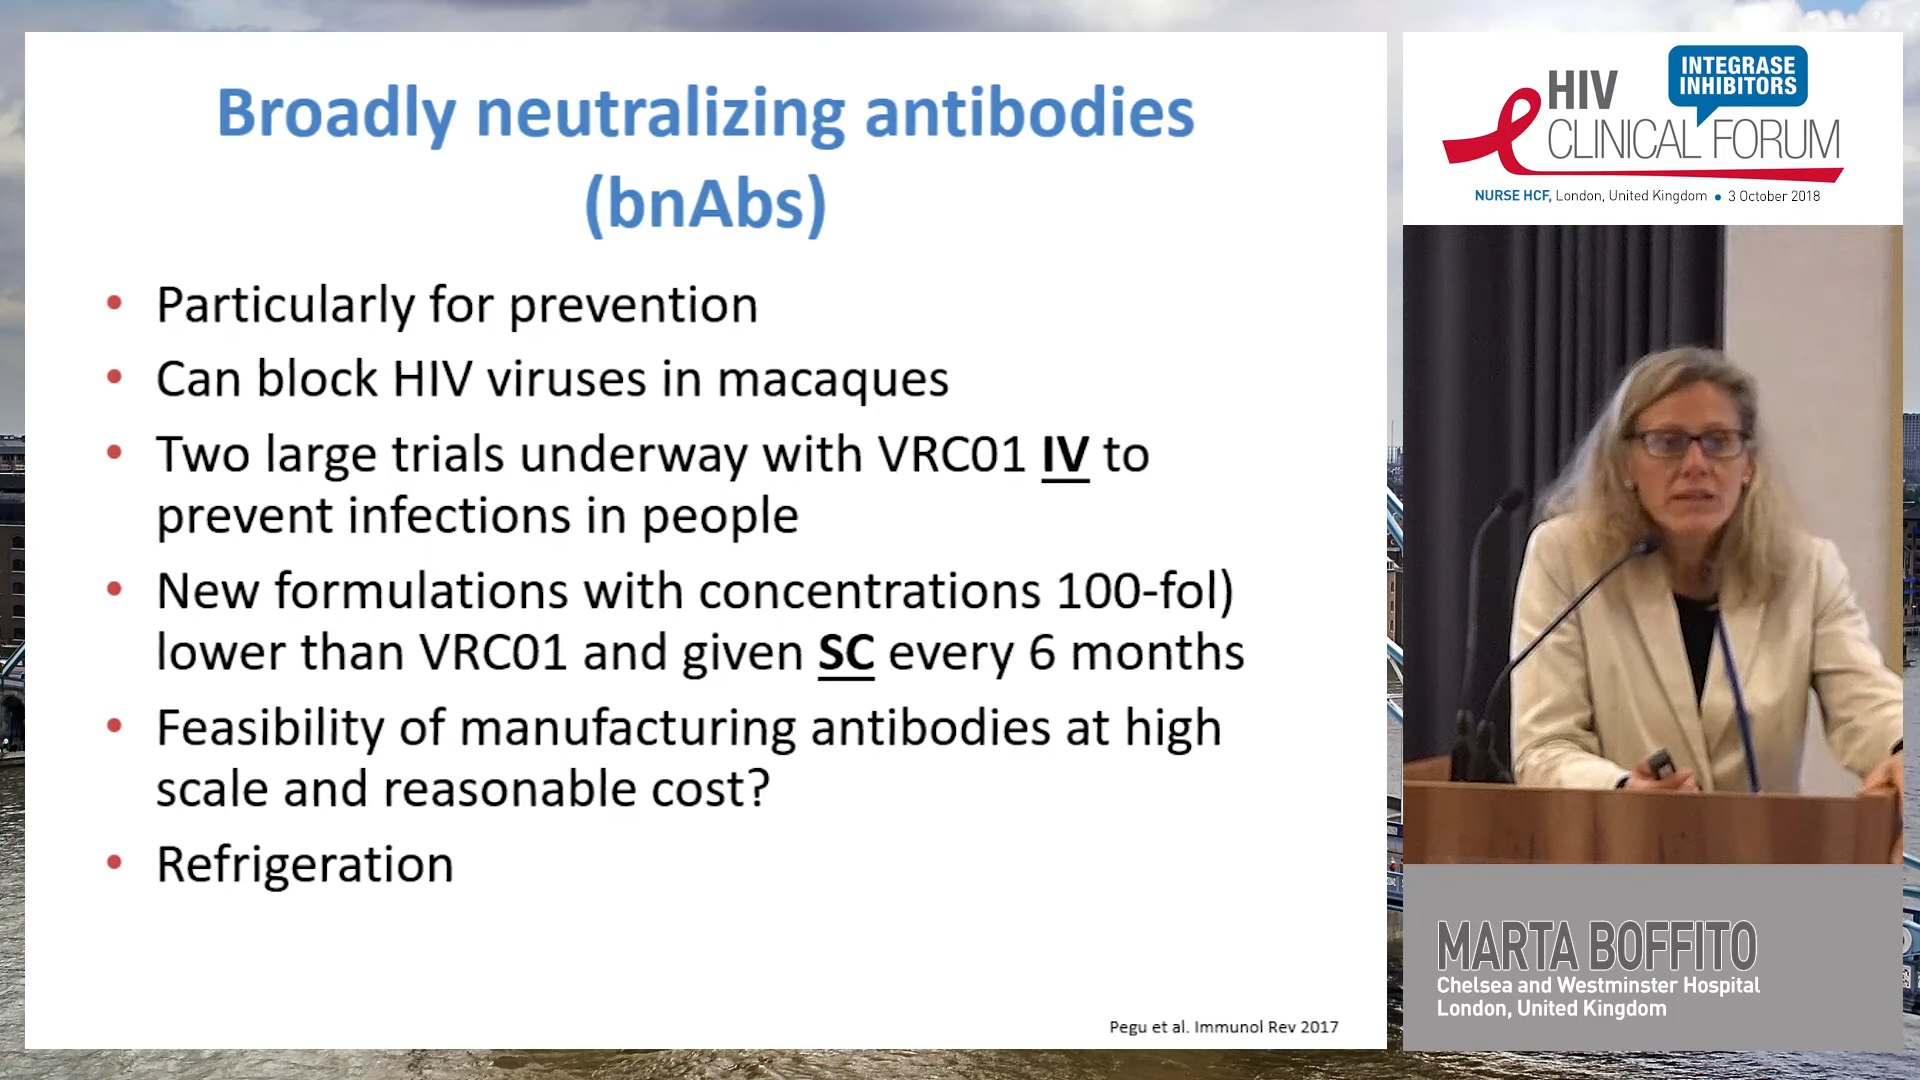 Broadly neutralizing antibodies
(bnAbs)
• Particularly for prevention
• Can block HIV viruses in macaques
• Two large trials underway with VRC01 IV to
prevent infections in people
• New formulations with concentrations 100-fol)
lower than VRC01 and given SC every 6 months
• Feasibility of manufacturing antibodies at high
scale and reasonable cost?
• Refrigeration
Pegu et al. Immunol Rev 2017
INTEGRASE
INHIBITORS
HIV
CLINICAL FORUM
NURSE HCF, London, United Kingdom • 3 October 2018
MARTA BOFFITO
Chelsea and Westminster Hospital
London, United Kingdom